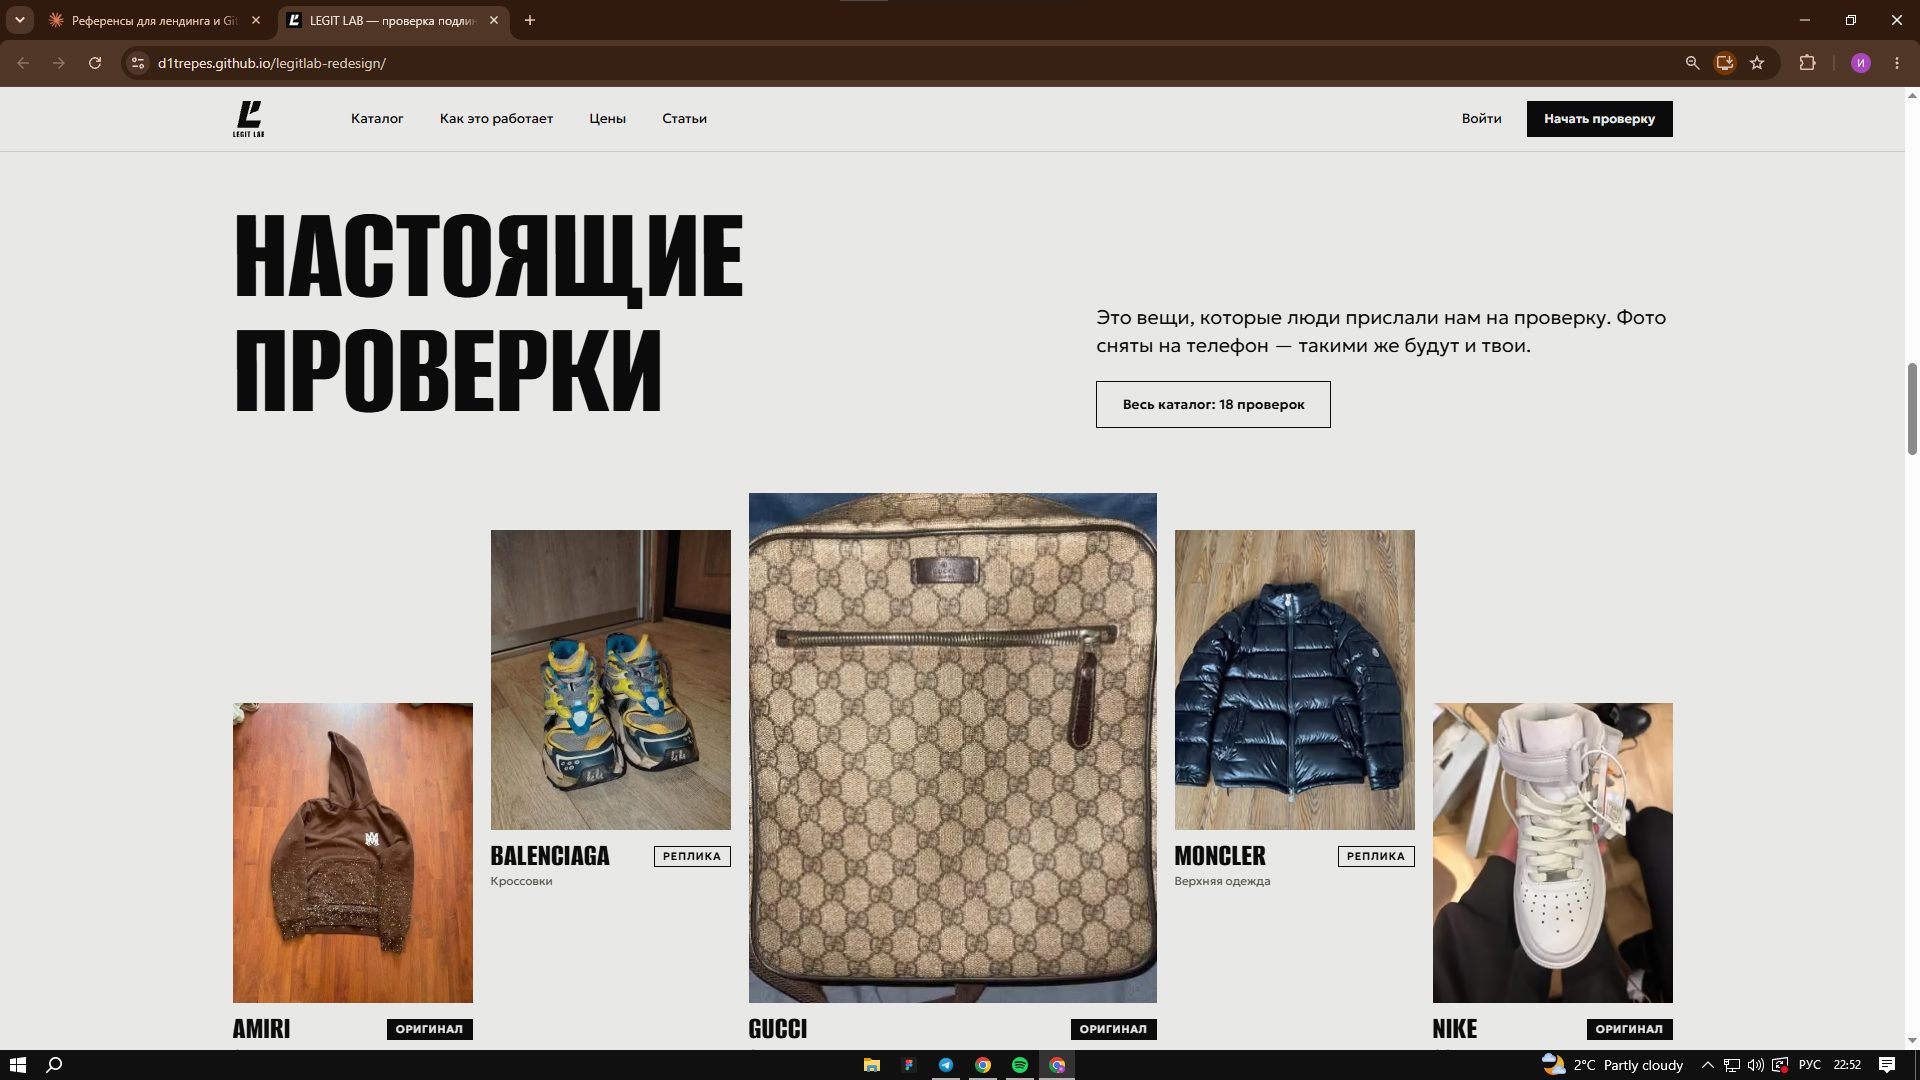 Референсы для лендинга и Git
LEGIT LAB — проверка подлин
d1trepes.github.io/legitlab-redesign/
И
LEGIT LAB
Каталог
Как это работает
Цены
Статьи
Войти
Начать проверку
НАСТОЯЩИЕ
ПРОВЕРКИ
Это вещи, которые люди прислали нам на проверку. Фото
сняты на телефон — такими же будут и твои.
Весь каталог: 18 проверок
GUCCI
BALENCIAGA
РЕПЛИКА
Кроссовки
MONCLER
РЕПЛИКА
Верхняя одежда
AMIRI
ОРИГИНАЛ
GUCCI
ОРИГИНАЛ
NIKE
ОРИГИНАЛ
2°C Partly cloudy
РУС
22:52